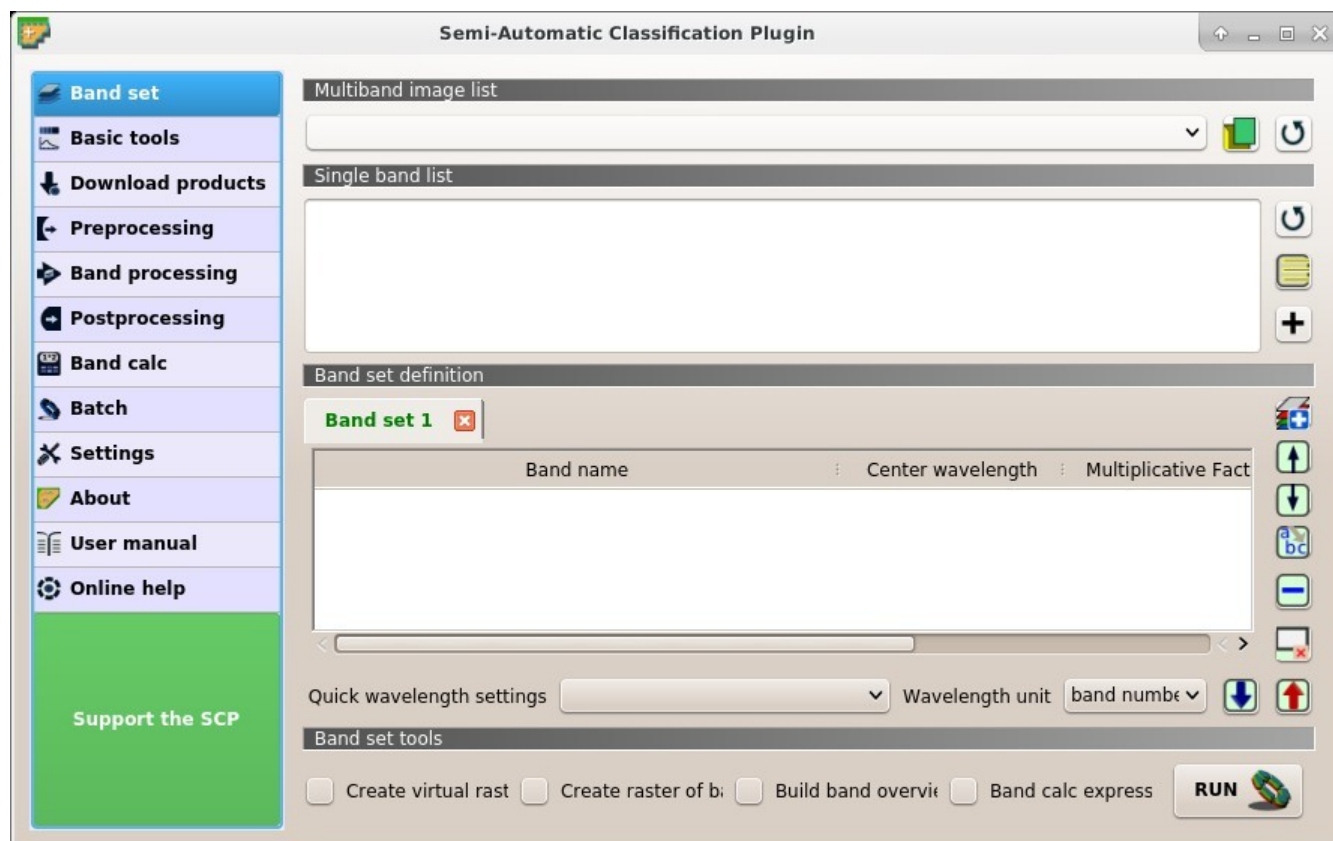 Semi-Automatic Classification Plugin
Band set
Basic tools
Download products
Preprocessing
Band processing
Postprocessing
Band calc
Batch
Settings
About
User manual
Online help
Support the SCP
Multiband image list
Single band list
Band set definition
Band set 1
Band name Center wavelength Multiplicative Fact
a bc
Quick wavelength settings Wavelength unit band numbe
Band set tools
Create virtual rast Create raster of ba Build band overvie Band calc express RUN